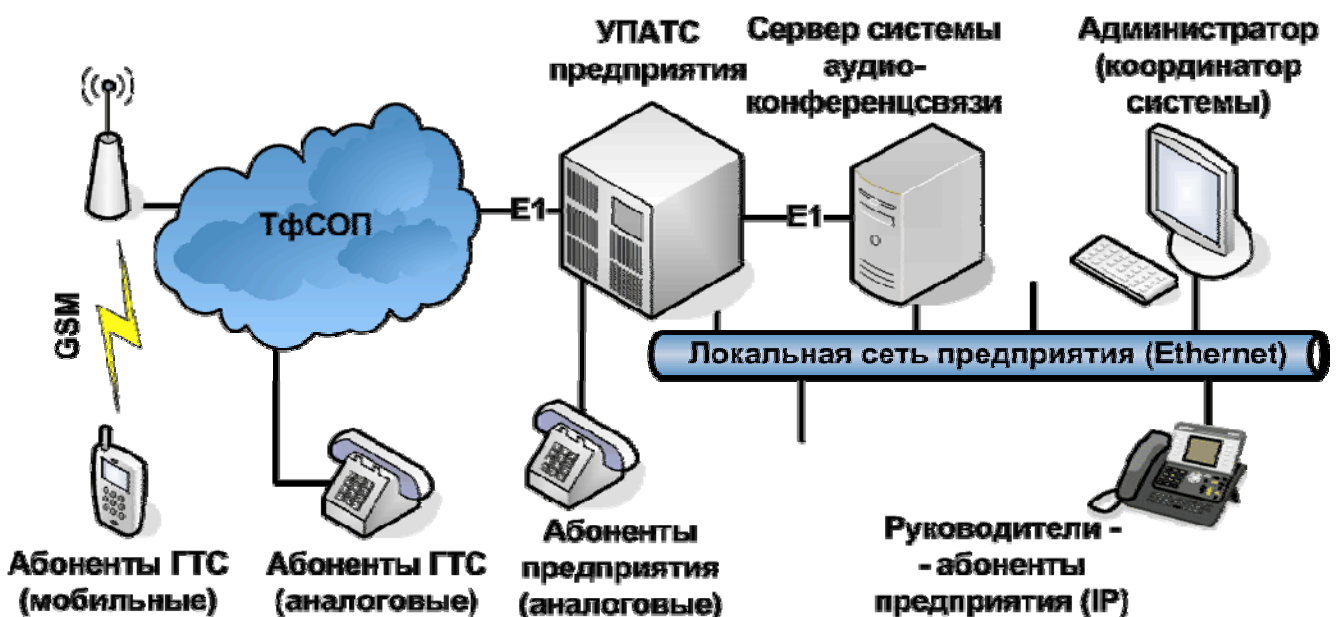 УПАТС
предприятия
Сервер системы
аудио-
конференцсвязи
Администратор
(координатор
системы)
ТфСОП
E1
E1
GSM
Локальная сеть предприятия (Ethernet)
Абоненты ГТС
(мобильные)
Абоненты ГТС
(аналоговые)
Абоненты
предприятия
(аналоговые)
Руководители -
- абоненты
предприятия (IP)